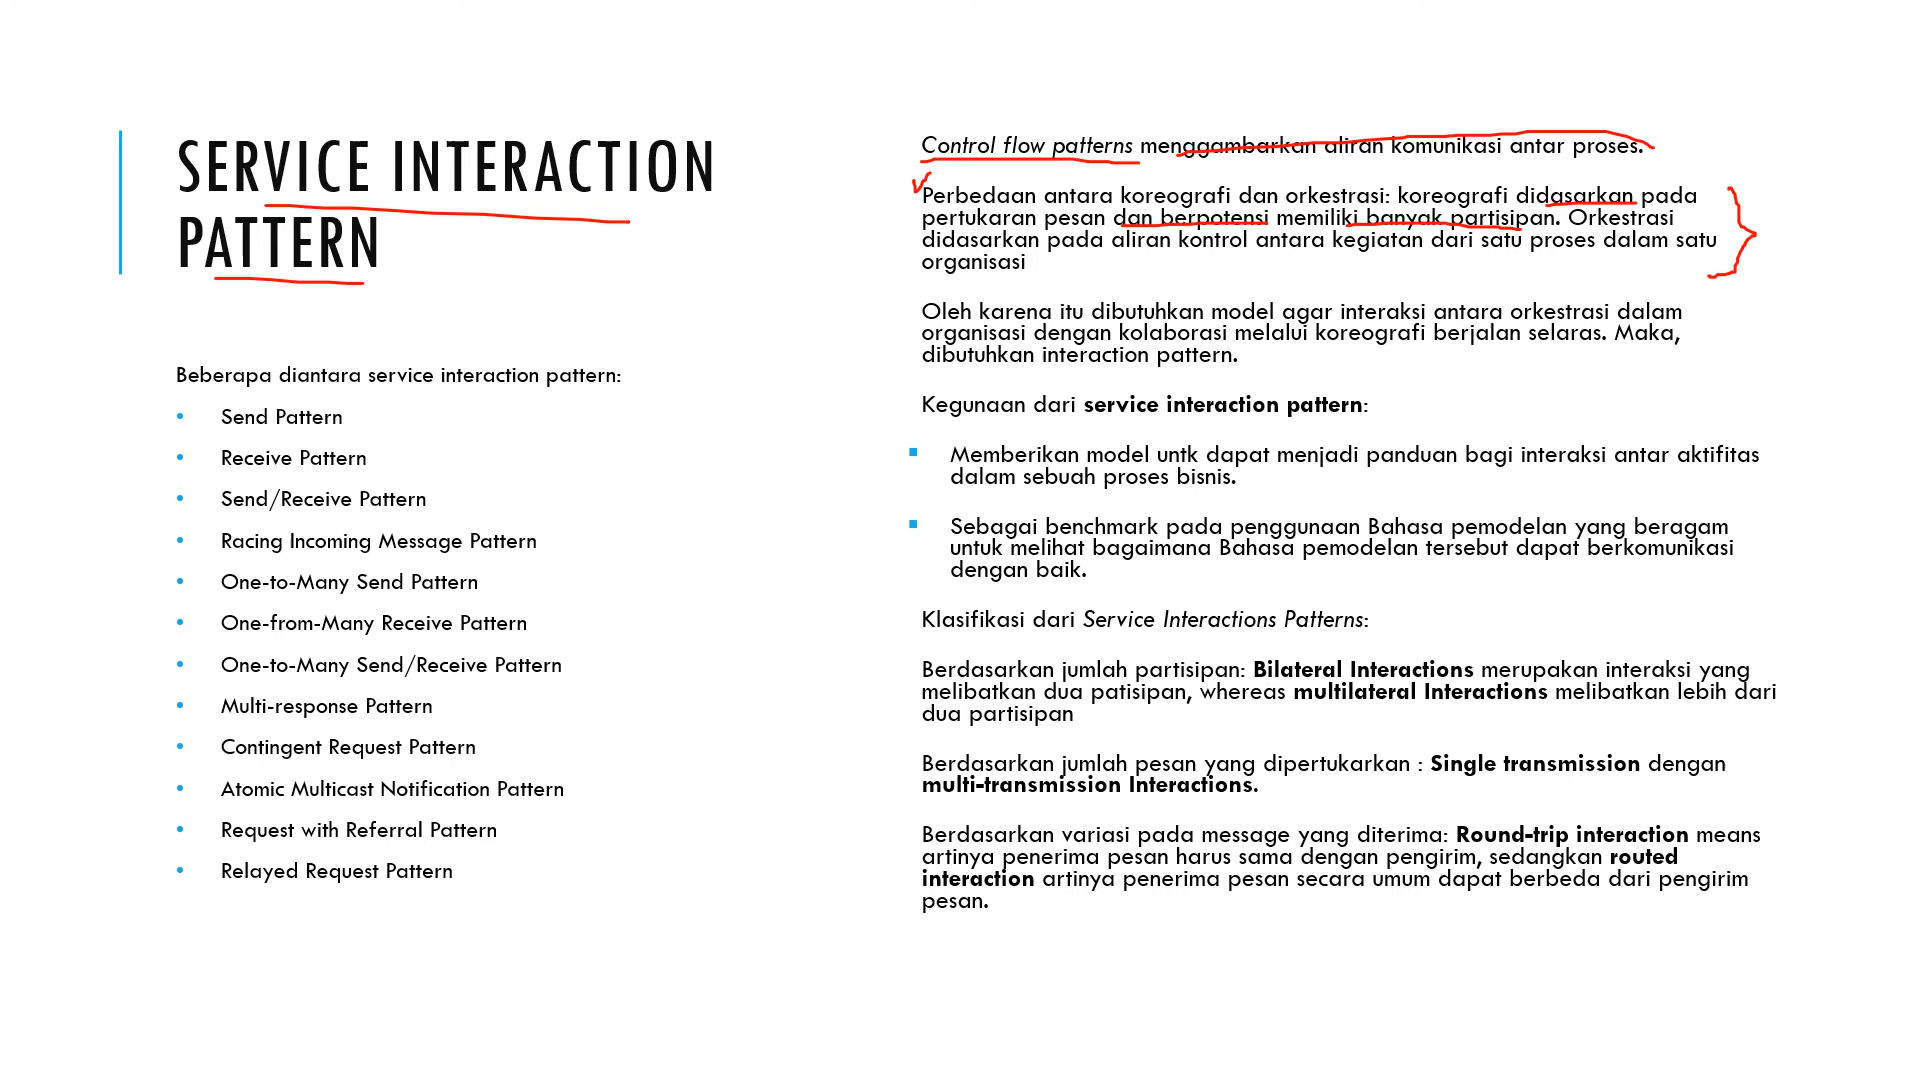 SERVICE INTERACTION
PATTERN
Beberapa diantara service interaction pattern:
• Send Pattern
• Receive Pattern
• Send/Receive Pattern
• Racing Incoming Message Pattern
• One-to-Many Send Pattern
• One-from-Many Receive Pattern
• One-to-Many Send/Receive Pattern
• Multi-response Pattern
• Contingent Request Pattern
• Atomic Multicast Notification Pattern
• Request with Referral Pattern
• Relayed Request Pattern
Control flow patterns menggambarkan aliran komunikasi antar proses.
Perbedaan antara koreografi dan orkestrasi: koreografi didasarkan pada
pertukaran pesan dan berpotensi memiliki banyak partisipan. Orkestrasi
didasarkan pada aliran kontrol antara kegiatan dari satu proses dalam satu
organisasi
Oleh karena itu dibutuhkan model agar interaksi antara orkestrasi dalam
organisasi dengan kolaborasi melalui koreografi berjalan selaras. Maka,
dibutuhkan interaction pattern.
Kegunaan dari service interaction pattern:
▪ Memberikan model untk dapat menjadi panduan bagi interaksi antar aktifitas
dalam sebuah proses bisnis.
▪ Sebagai benchmark pada penggunaan Bahasa pemodelan yang beragam
untuk melihat bagaimana Bahasa pemodelan tersebut dapat berkomunikasi
dengan baik.
Klasifikasi dari Service Interactions Patterns:
Berdasarkan jumlah partisipan: Bilateral Interactions merupakan interaksi yang
melibatkan dua patisipan, whereas multilateral Interactions melibatkan lebih dari
dua partisipan
Berdasarkan jumlah pesan yang dipertukarkan : Single transmission dengan
multi-transmission Interactions.
Berdasarkan variasi pada message yang diterima: Round-trip interaction means
artinya penerima pesan harus sama dengan pengirim, sedangkan routed
interaction artinya penerima pesan secara umum dapat berbeda dari pengirim
pesan.